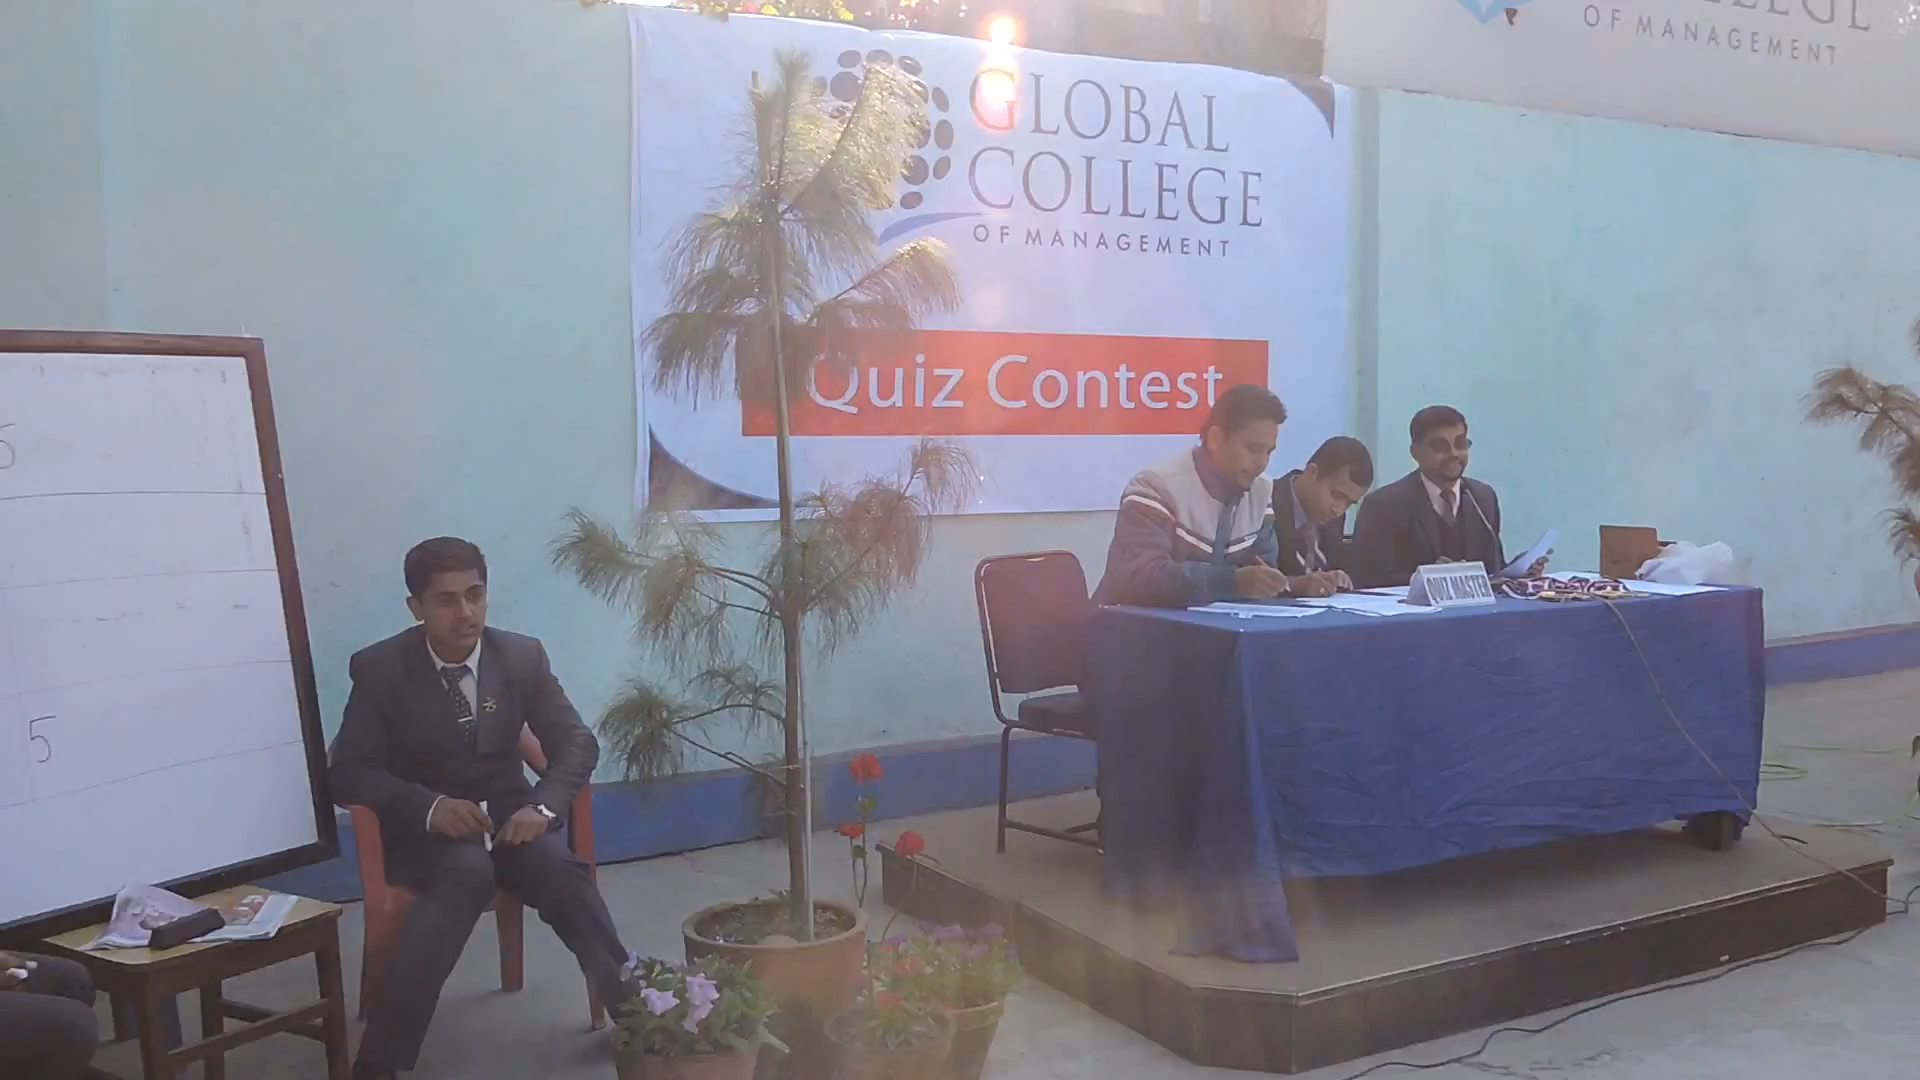 GLOBAL
COLLEGE
OF MANAGEMENT
Quiz Contest
OF MANAGEMENT
QUIZ MASTER
5